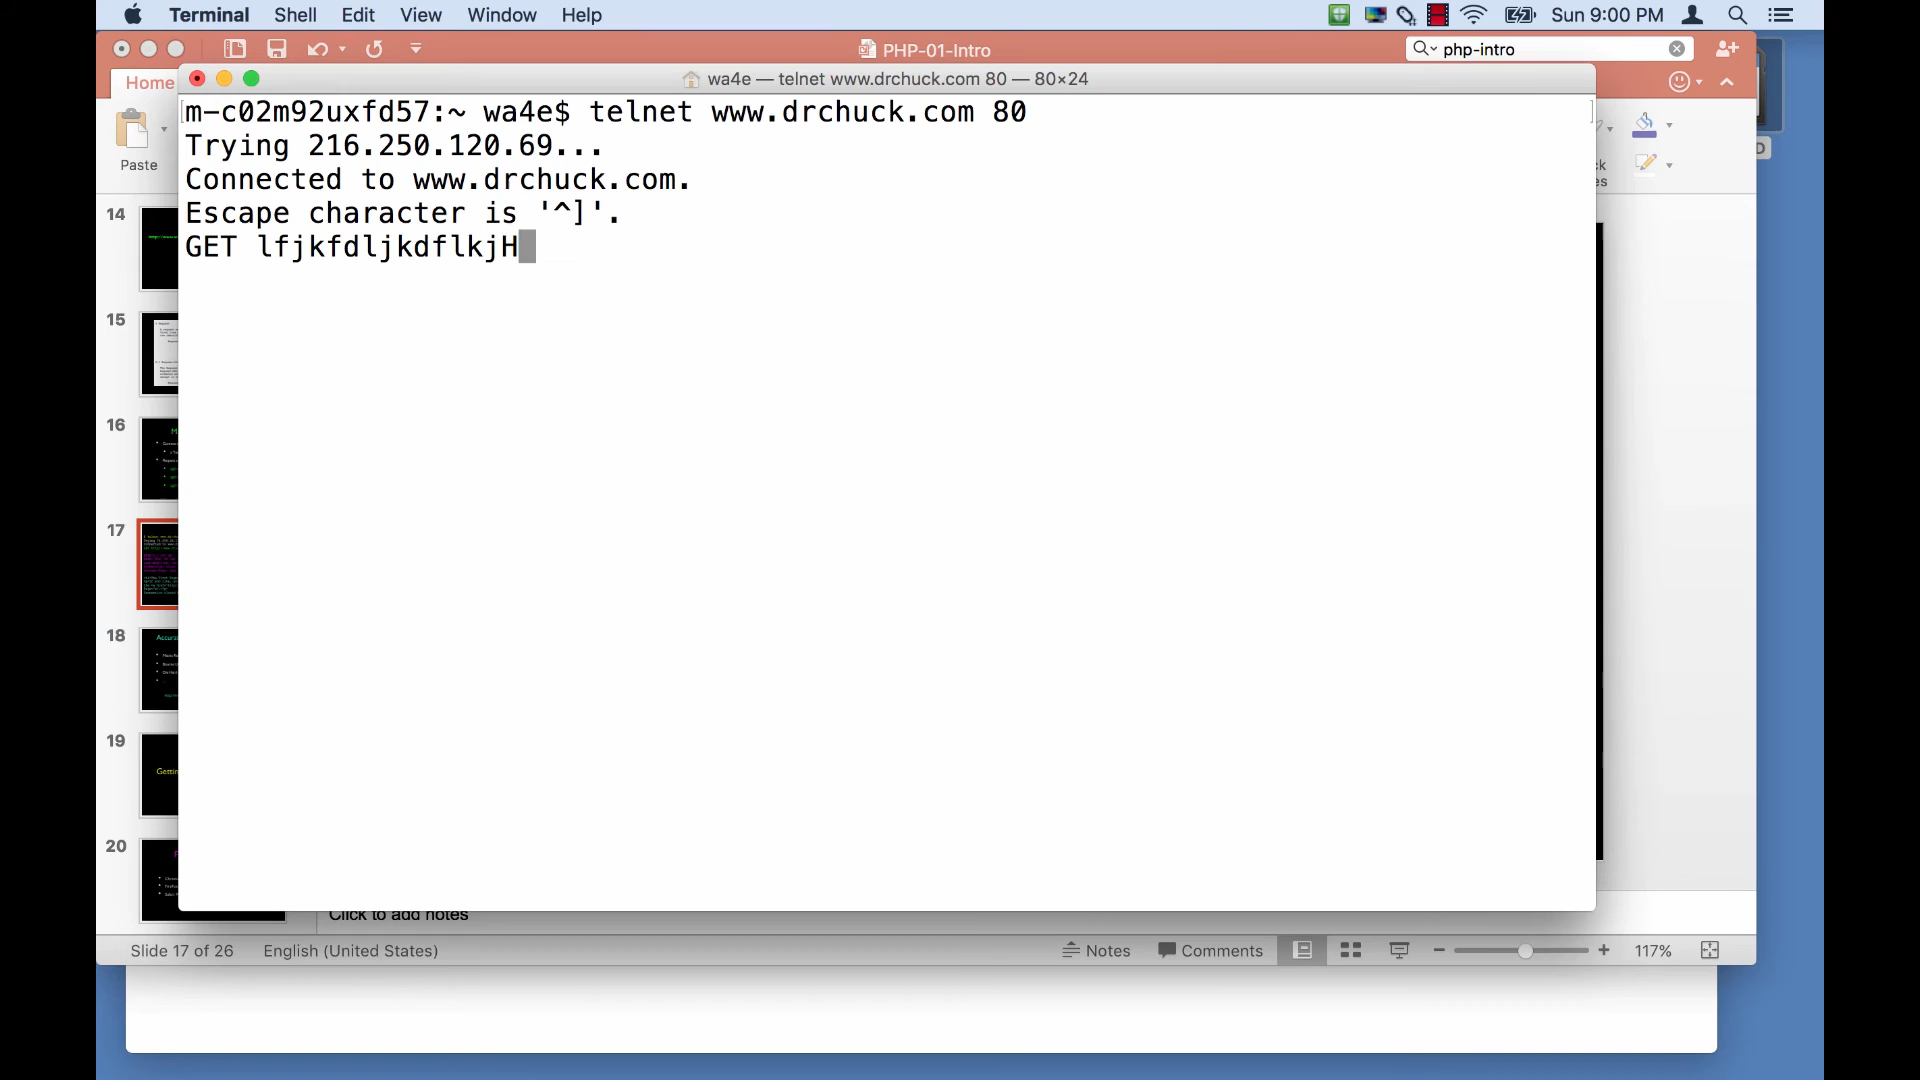 Terminal Shell Edit View Window Help Sun 9:00 PM
PHP-01-Intro php-intro
Home wa4e — telnet www.drchuck.com 80 — 80×24
m-c02m92uxfd57:~ wa4e$ telnet www.drchuck.com 80
Trying 216.250.120.69...
Paste
Connected to www.drchuck.com.
Escape character is '^]'.
GET lfjkfdljkdflkjH
14
15
16
17
18
19
20
Click to add notes
Slide 17 of 26 English (United States) Notes Comments 117%